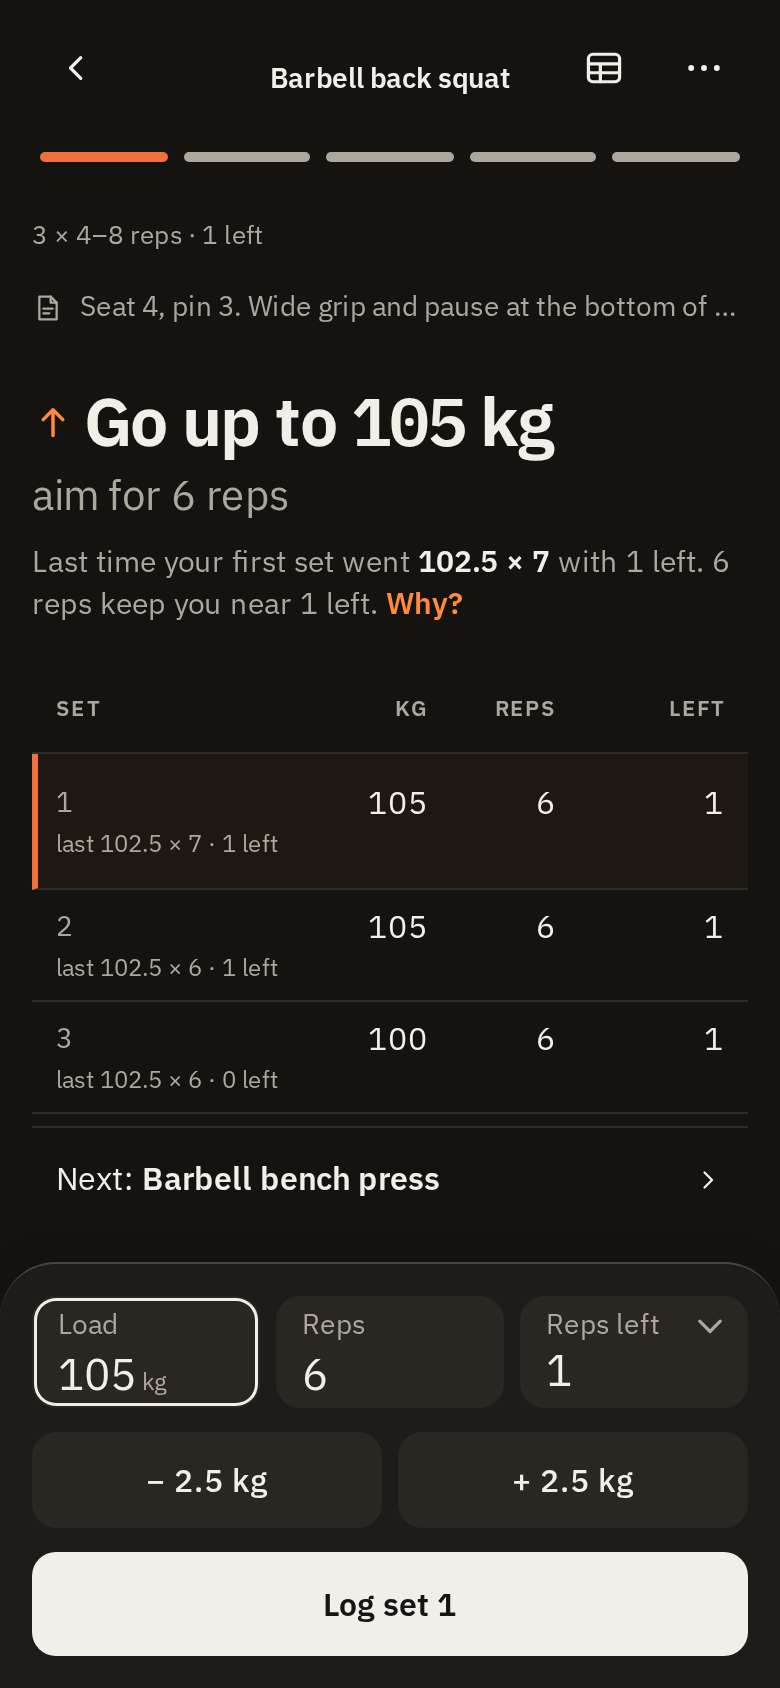 Barbell back squat
3 × 4–8 reps · 1 left
Seat 4, pin 3. Wide grip and pause at the bottom of ...
↑ Go up to 105 kg
aim for 6 reps
Last time your first set went 102.5 × 7 with 1 left. 6
reps keep you near 1 left. Why?
SET KG REPS LEFT
1 105 6 1
last 102.5 × 7 · 1 left
2 105 6 1
last 102.5 × 6 · 1 left
3 100 6 1
last 102.5 × 6 · 0 left
Next: Barbell bench press
Load Reps Reps left
105 kg 6 1
– 2.5 kg + 2.5 kg
Log set 1